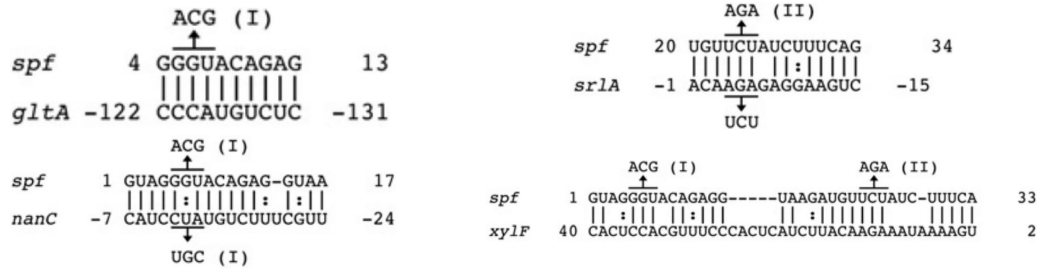 ACG (I)
spf 4 GGGUACAGAG 13
||||||||||
gltA -122 CCCAUGUCUC -131
AGA (II)
spf 20 UGUUCUAUCUUUCAG 34
|||||| ||:|||||
srlA -1 ACAAGAGAGGAAGUC -15
UCU
ACG (I)
spf 1 GUAGGGUACAGAG-GUAA 17
|||||:||||||| |:||
nanC -7 CAUCCUAUGUCUUUCGUU -24
UGC (I)
ACG (I) AGA (II)
spf 1 GUAGGGUACAGAGG-----UAAGAUGUUCUAUC-UUUCA 33
|| :|||||:||| || :|||||||| || |||||
xylF 40 CACUCCACGUUUCCCACUCAUCUUACAAGAAAUAAAAGU 2